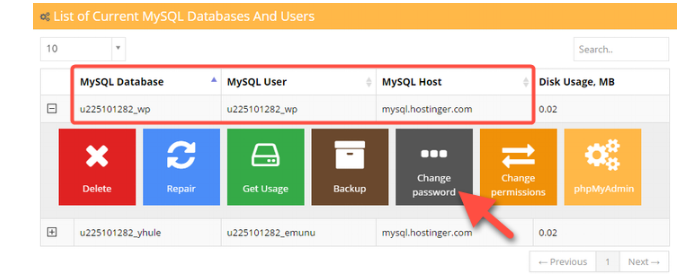 List of Current MySQL Databases And Users
10
Search..
MySQL Database MySQL User MySQL Host Disk Usage, MB
u225101282_wp u225101282_wp mysql.hostinger.com 0.02
Delete Repair Get Usage Backup Change password Change permissions phpMyAdmin
u225101282_yhule u225101282_emunu mysql.hostinger.com 0.02
← Previous 1 Next →